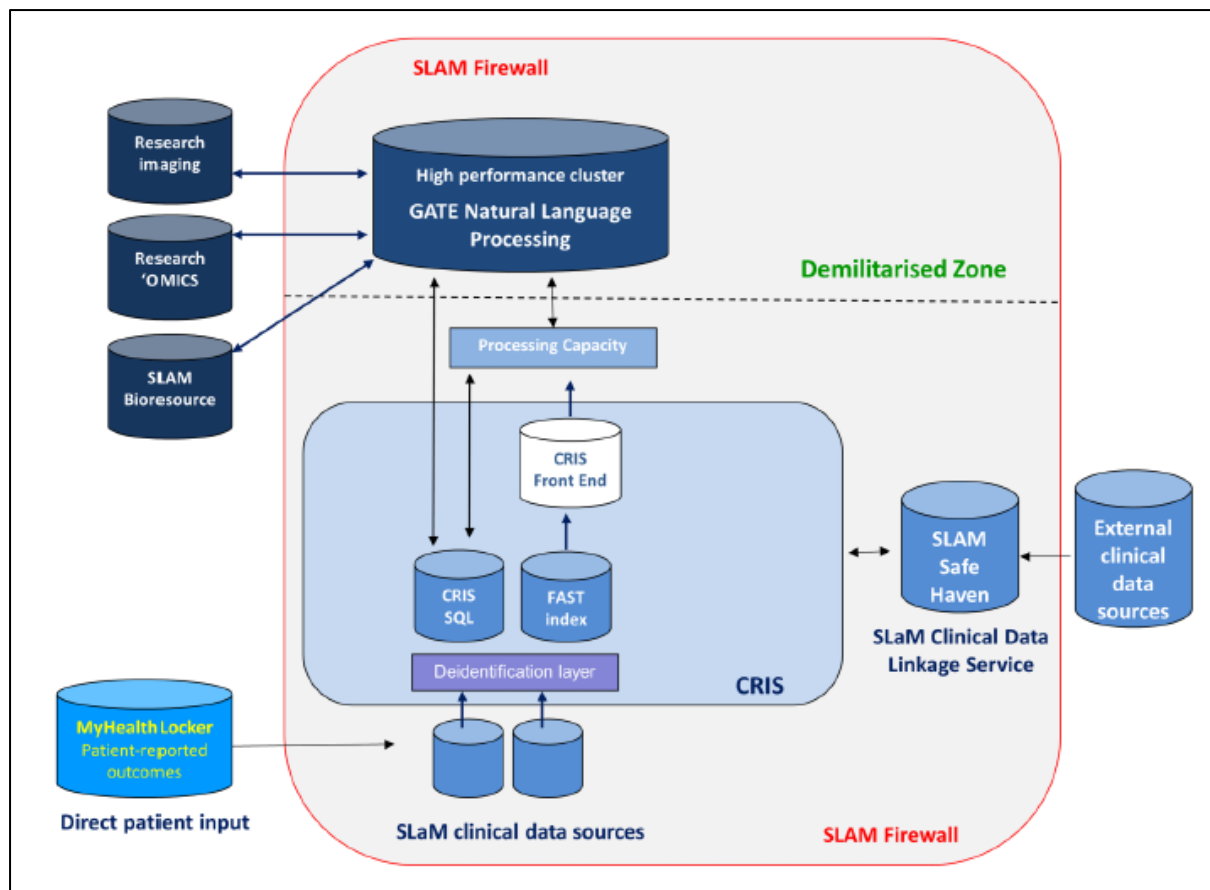 SLAM Firewall
Research
imaging
High performance cluster
GATE Natural Language
Processing
Research
‘OMICS
Demilitarised Zone
SLAM
Bioresource
Processing Capacity
CRIS
Front End
CRIS
SQL
FAST
index
Deidentification layer
CRIS
SLAM
Safe
Haven
SLaM Clinical Data
Linkage Service
External
clinical
data
sources
MyHealthLocker
Patient-reported
outcomes
Direct patient input
SLaM clinical data sources
SLAM Firewall